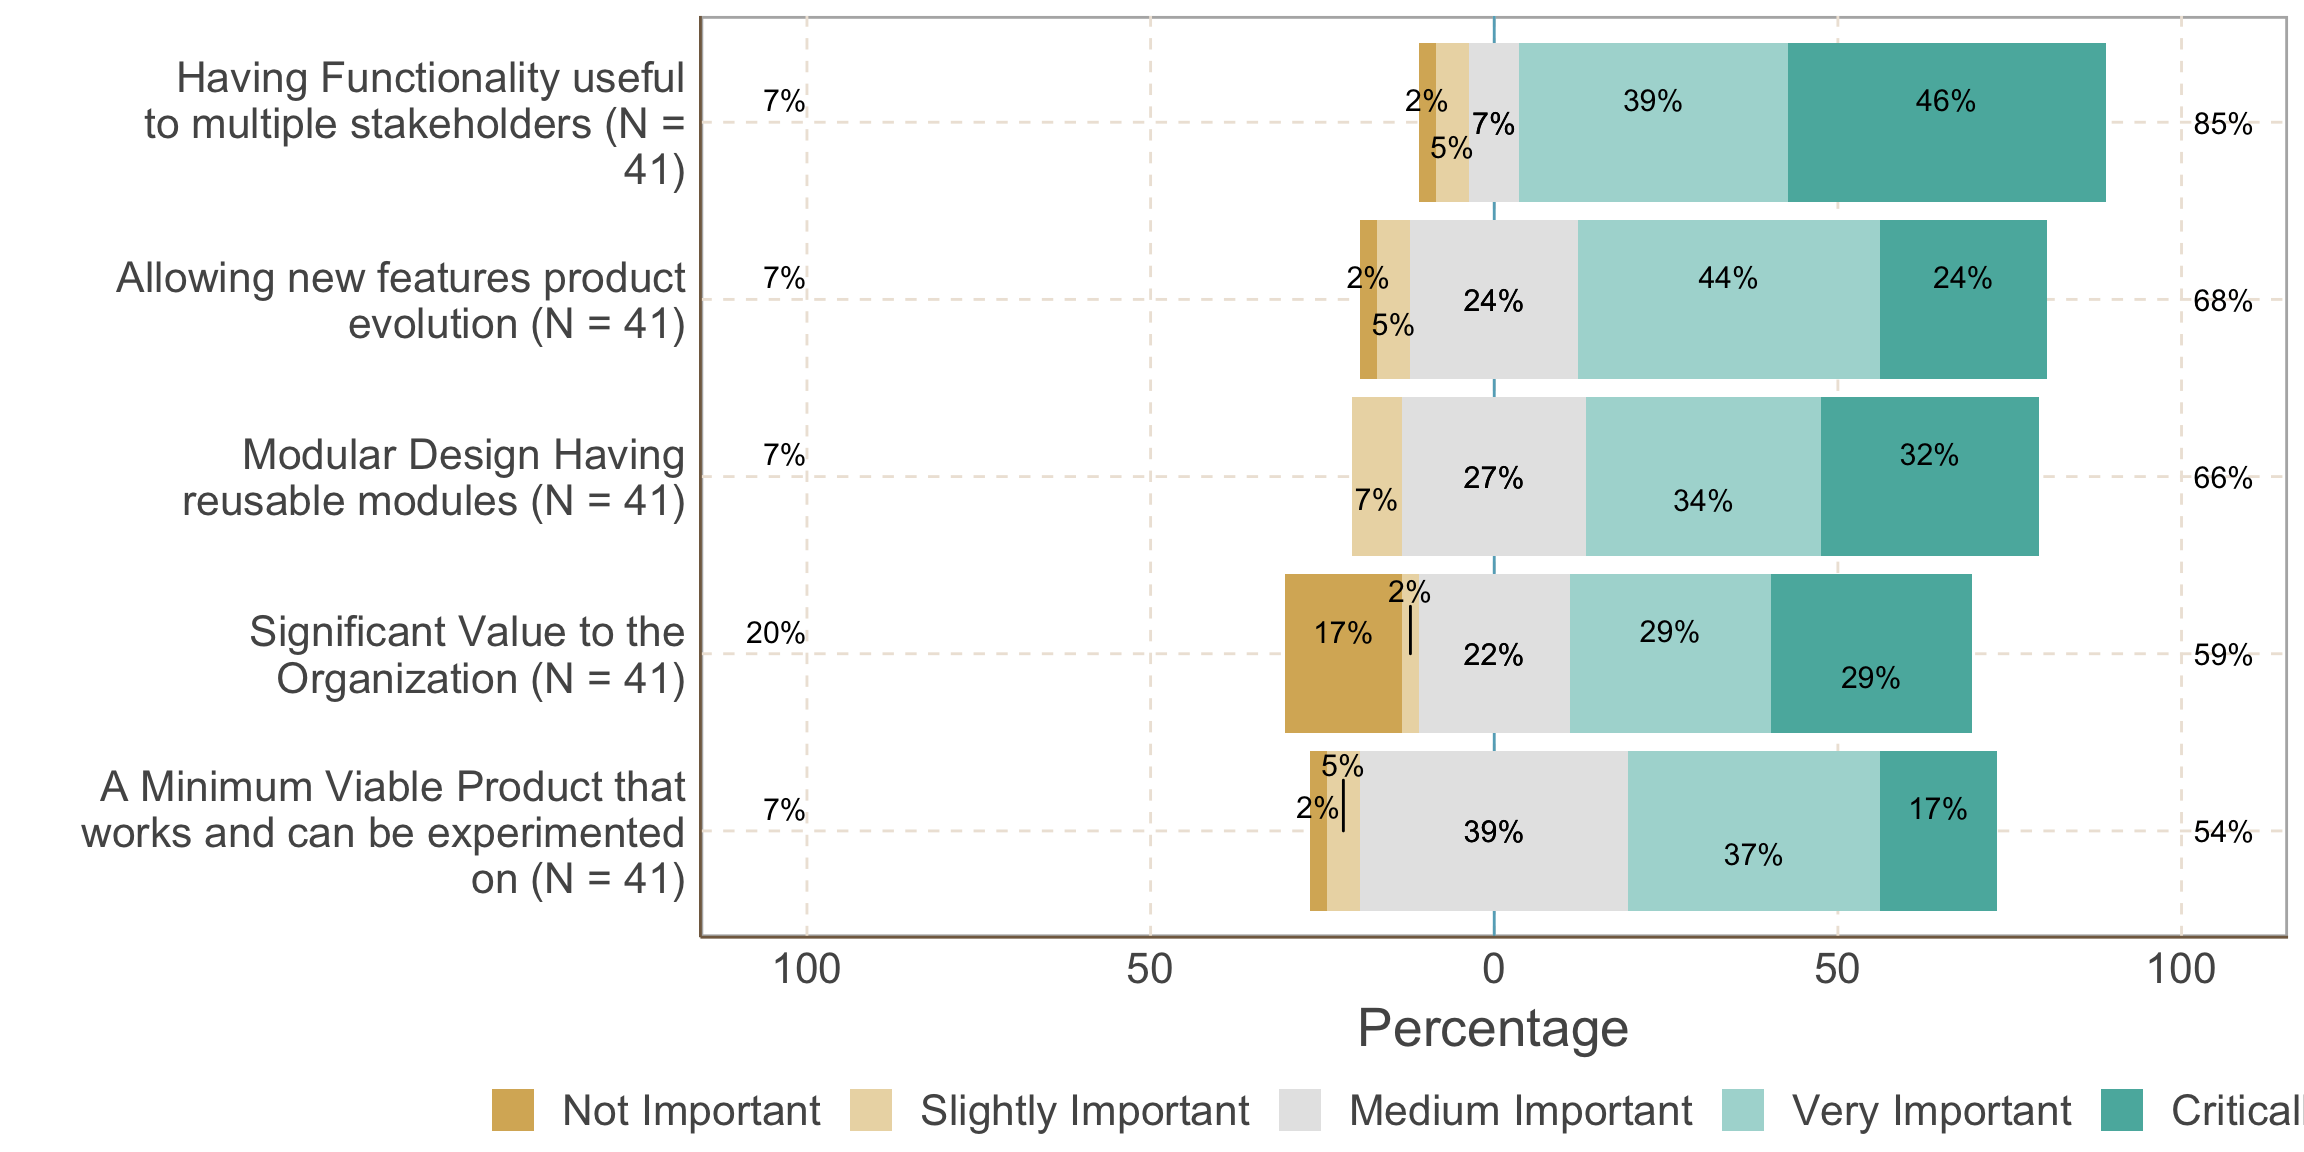 Having Functionality useful
to multiple stakeholders (N =
41)
7%
2%
5%
7%
39%
46%
85%
Allowing new features product
evolution (N = 41)
7%
2%
5%
24%
44%
24%
68%
Modular Design Having
reusable modules (N = 41)
7%
7%
27%
34%
32%
66%
Significant Value to the
Organization (N = 41)
20%
17%
2%
22%
29%
29%
59%
A Minimum Viable Product that
works and can be experimented
on (N = 41)
7%
2%
5%
39%
37%
17%
54%
100 50 0 50 100
Percentage
Not Important Slightly Important Medium Important Very Important